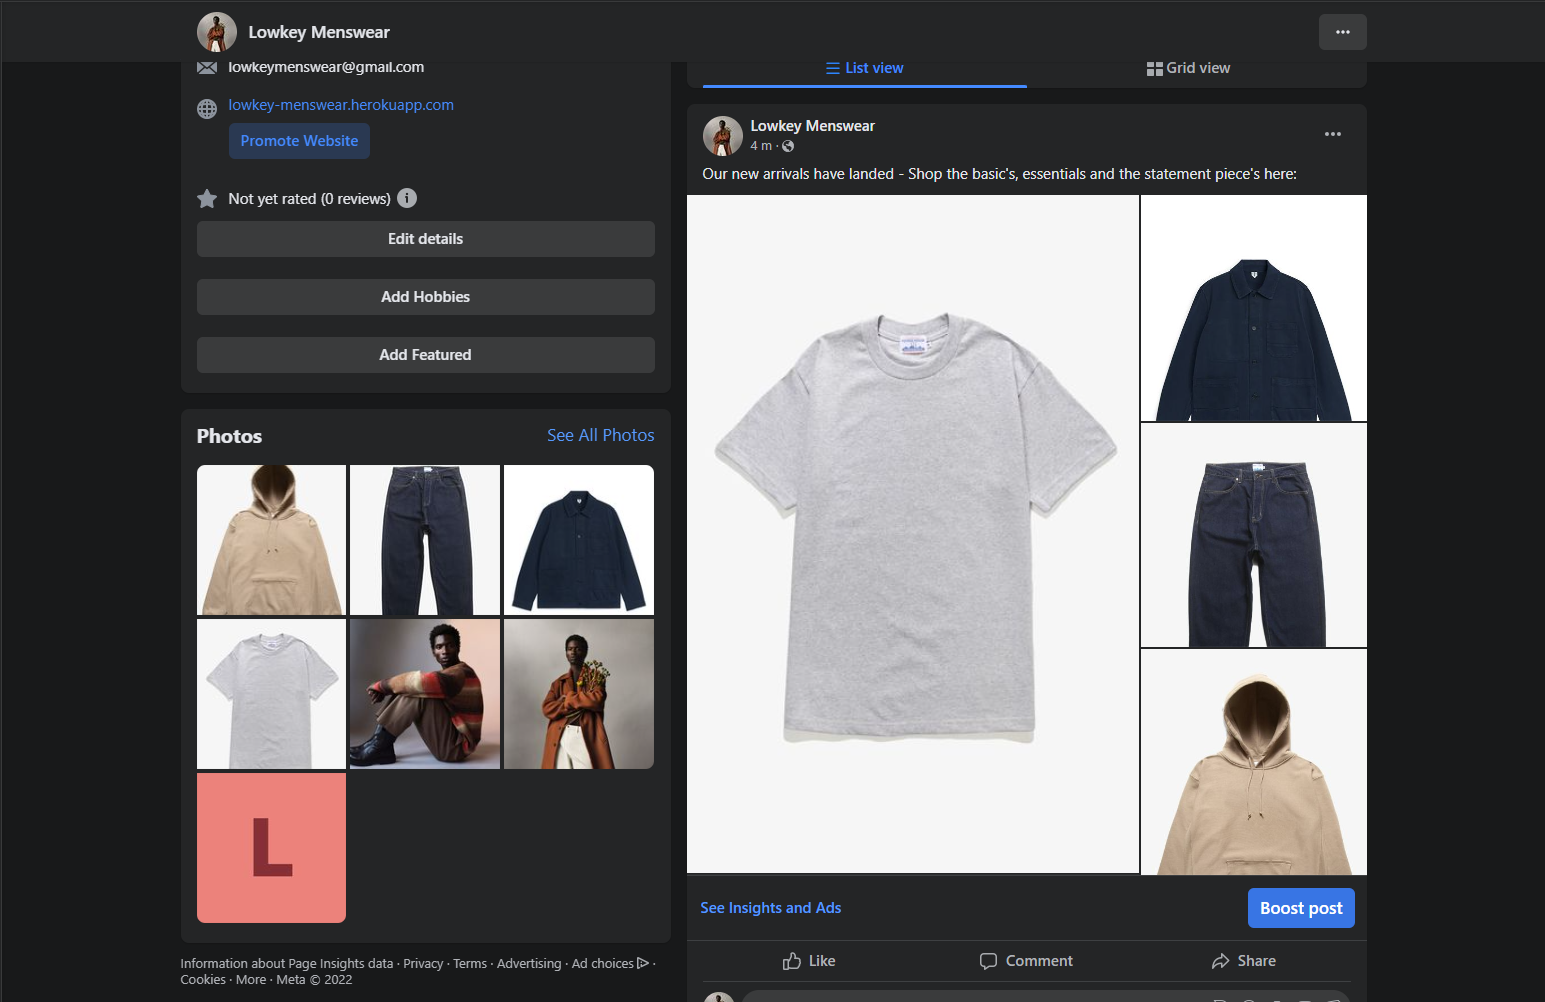 Lowkey Menswear
lowkeymenswear@gmail.com
lowkey-menswear.herokuapp.com
Promote Website
Not yet rated (0 reviews)
Edit details
Add Hobbies
Add Featured
Photos
See All Photos
L
Information about Page Insights data · Privacy · Terms · Advertising · Ad choices ·
Cookies · More · Meta © 2022
List view
Grid view
Lowkey Menswear
4 m ·
Our new arrivals have landed - Shop the basic's, essentials and the statement piece's here:
See Insights and Ads
Boost post
Like
Comment
Share